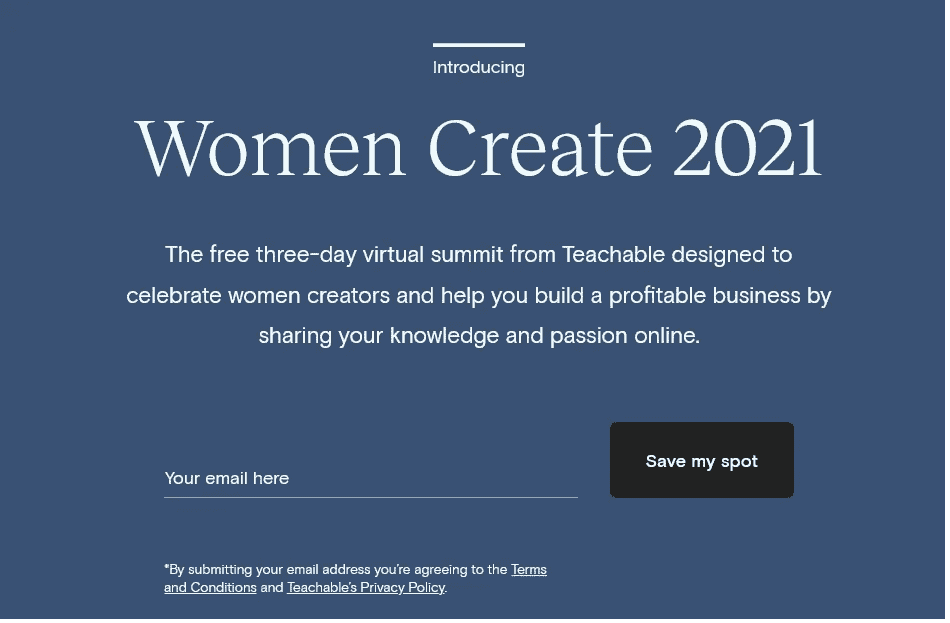 Introducing
Women Create 2021
The free three-day virtual summit from Teachable designed to
celebrate women creators and help you build a profitable business by
sharing your knowledge and passion online.
Your email here
Save my spot
*By submitting your email address you're agreeing to the Terms
and Conditions and Teachable's Privacy Policy.